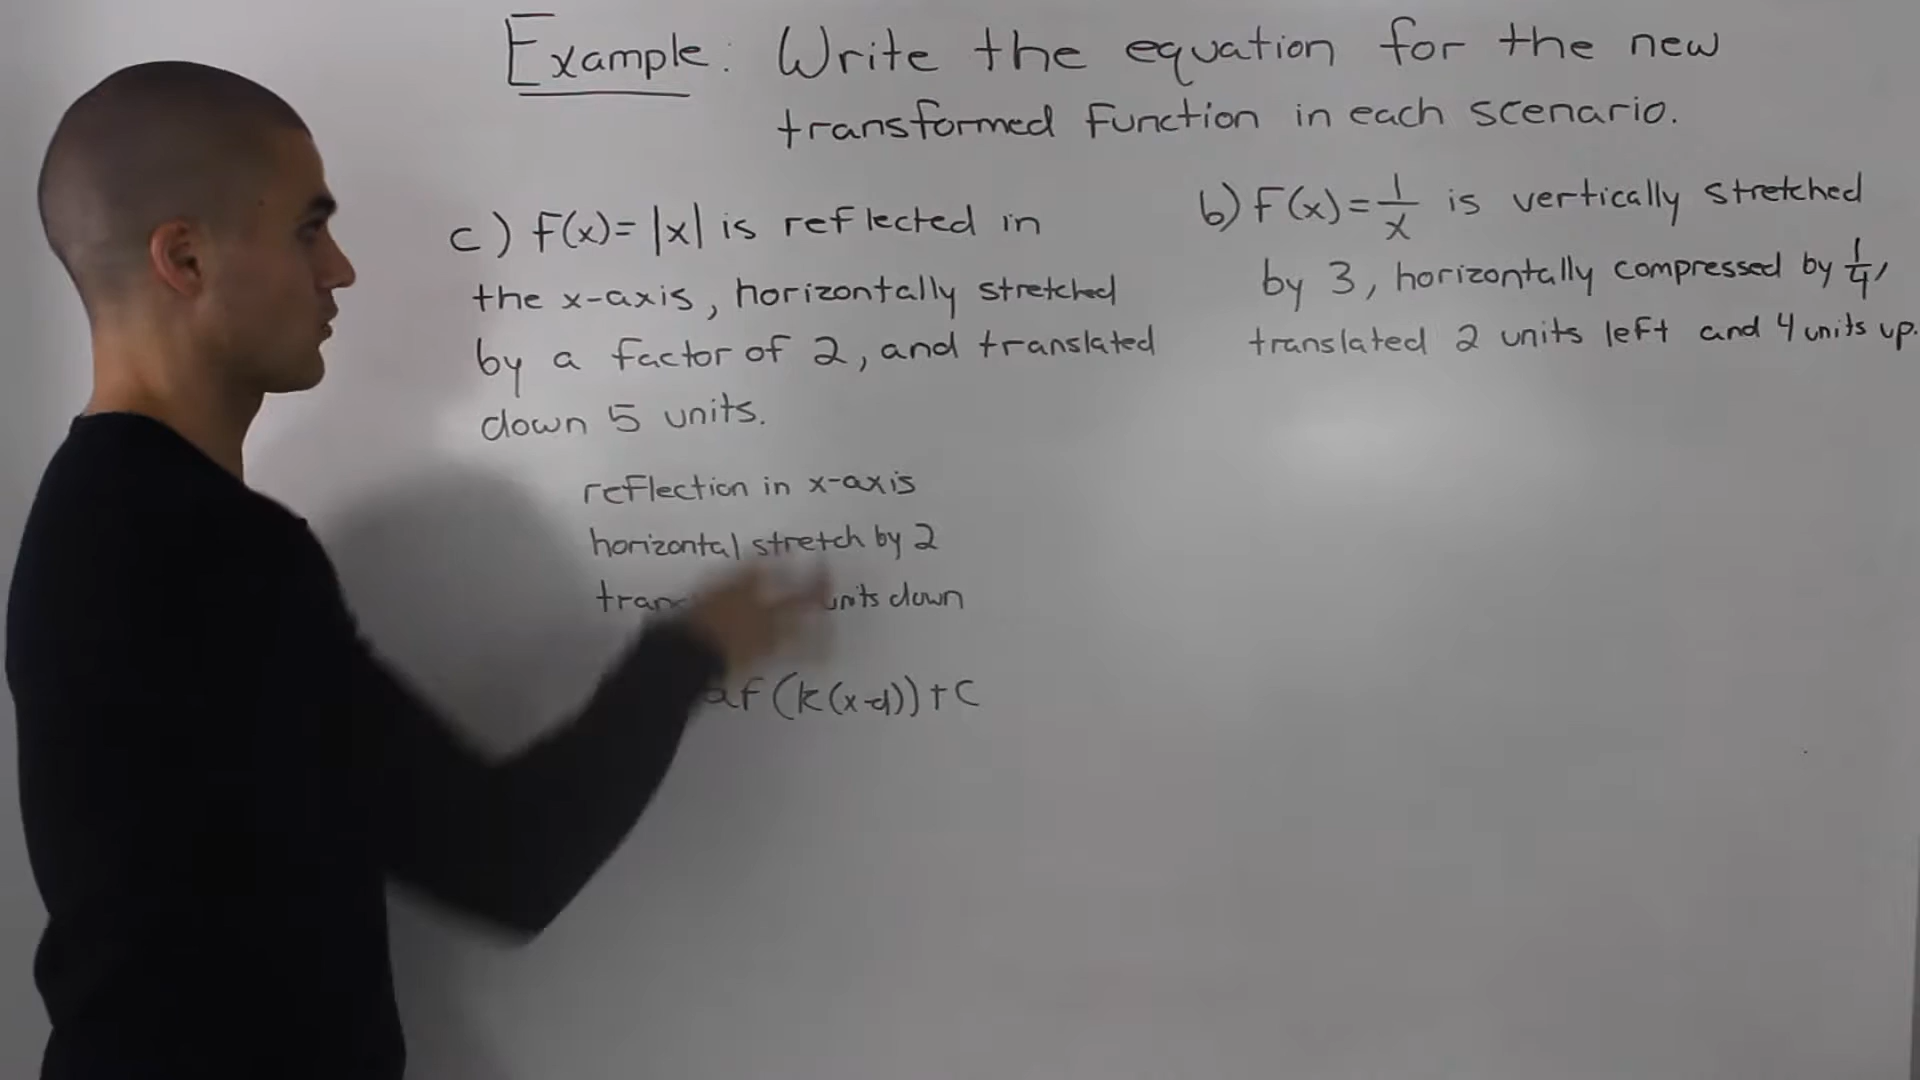 Example: Write the equation for the new
transformed function in each scenario.
c) f(x)=|x| is reflected in
the x-axis, horizontally stretched
by a factor of 2, and translated
down 5 units.
reflection in x-axis
horizontal stretch by 2
down
af(k(x-d))+c
b) f(x)=1/x is vertically stretched
by 3, horizontally compressed by 1/4,
translated 2 units left and 4 units up.